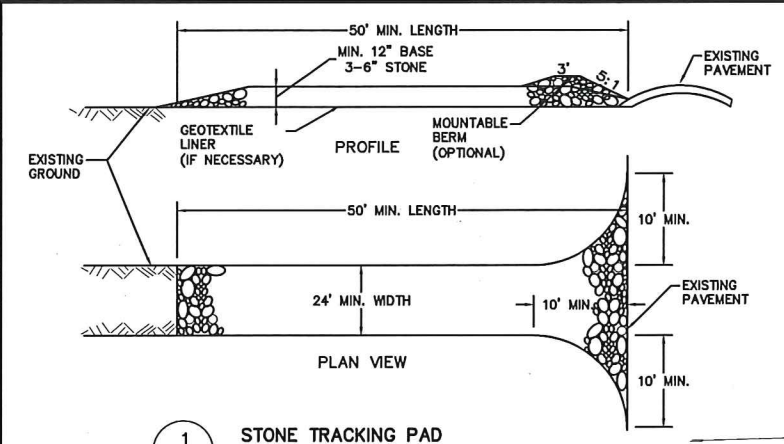 50' MIN. LENGTH
MIN. 12" BASE
3-6" STONE
3'
5:1
EXISTING
PAVEMENT
GEOTEXTILE
LINER
(IF NECESSARY)
PROFILE
MOUNTABLE
BERM
(OPTIONAL)
EXISTING
GROUND
50' MIN. LENGTH
10' MIN.
24' MIN. WIDTH
10' MIN.
EXISTING
PAVEMENT
PLAN VIEW
10' MIN.
1
STONE TRACKING PAD